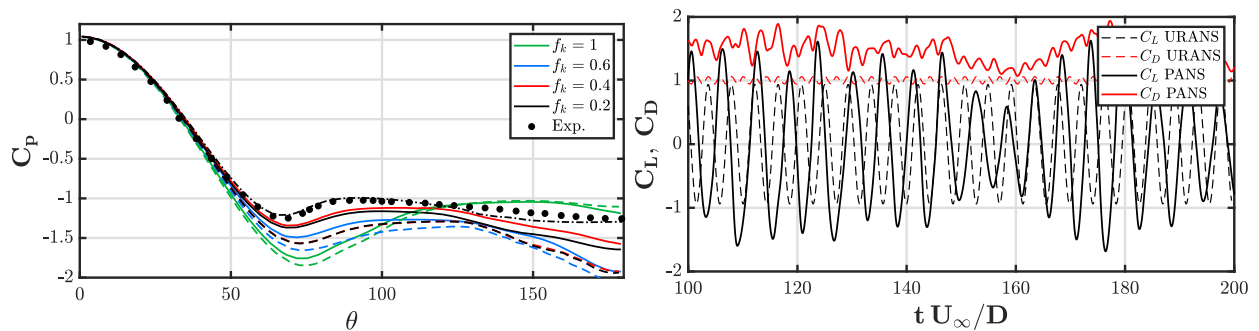 1
0.5
0
-0.5
-1
-1.5
-2
C_p
0 50 100 150
θ
f_k = 1
f_k = 0.6
f_k = 0.4
f_k = 0.2
Exp.
2
1
0
-1
-2
C_L, C_D
100 120 140 160 180 200
t U_∞/D
C_L URANS
C_D URANS
C_L PANS
C_D PANS